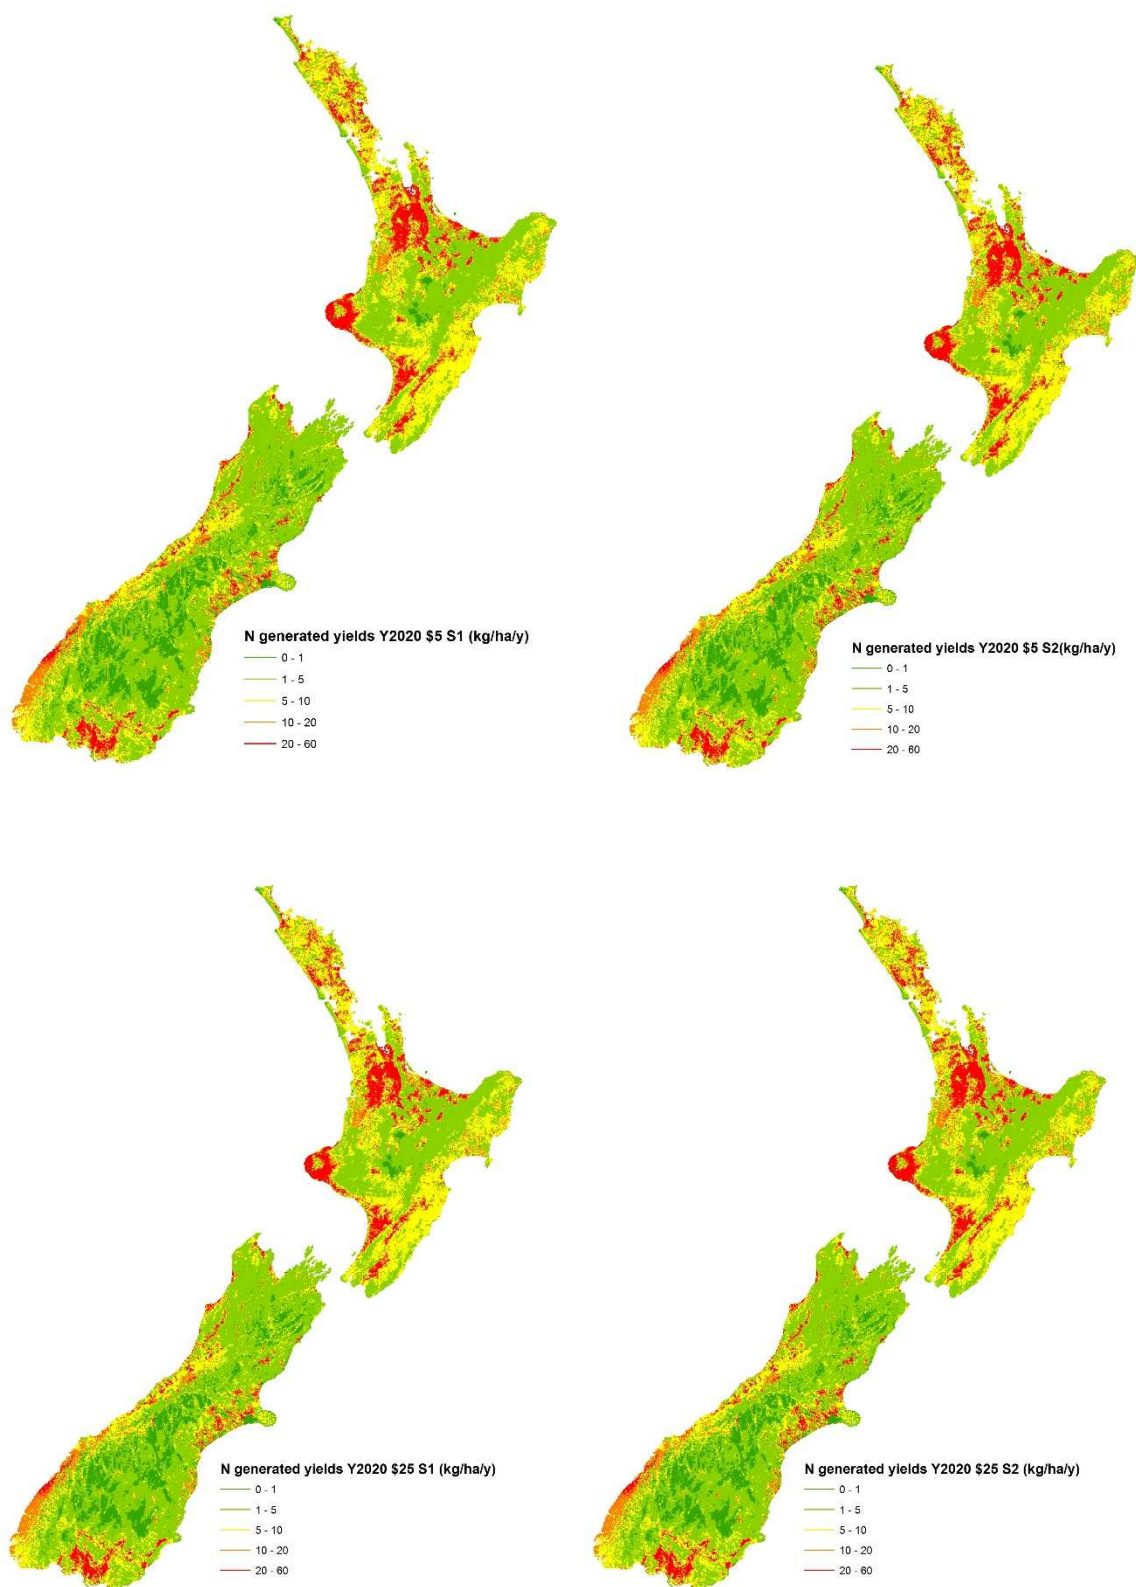 N generated yields Y2020 $5 S1 (kg/ha/y)
0 - 1
1 - 5
5 - 10
10 - 20
20 - 60
N generated yields Y2020 $5 S2(kg/ha/y)
0 - 1
1 - 5
5 - 10
10 - 20
20 - 60
N generated yields Y2020 $25 S1 (kg/ha/y)
0 - 1
1 - 5
5 - 10
10 - 20
20 - 60
N generated yields Y2020 $25 S2 (kg/ha/y)
0 - 1
1 - 5
5 - 10
10 - 20
20 - 60